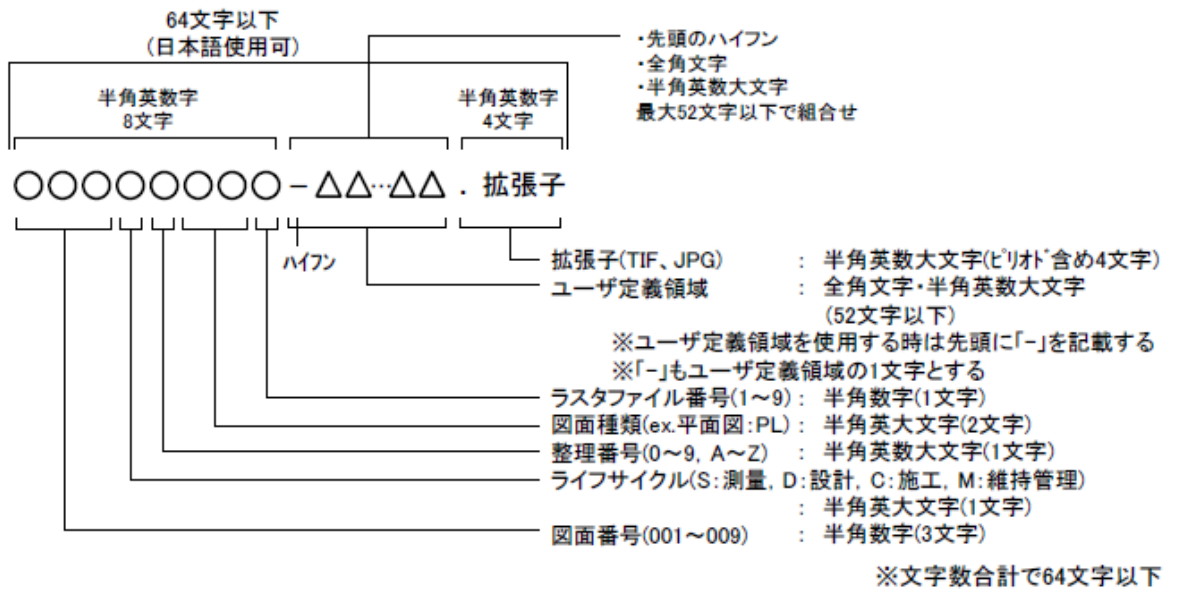 64文字以下
(日本語使用可)
・先頭のハイフン
・全角文字
・半角英数大文字
最大52文字以下で組合せ
半角英数字
8文字
半角英数字
4文字
○○○○○○○○-△△…△△.拡張子
ハイフン
拡張子(TIF、JPG) : 半角英数大文字(ﾋﾟﾘｵﾄﾞ含め4文字)
ユーザ定義領域 : 全角文字・半角英数大文字
(52文字以下)
※ユーザ定義領域を使用する時は先頭に「-」を記載する
※「-」もユーザ定義領域の1文字とする
ラスタファイル番号(1～9) : 半角数字(1文字)
図面種類(ex.平面図:PL) : 半角英大文字(2文字)
整理番号(0～9, A～Z) : 半角英数大文字(1文字)
ライフサイクル(S:測量, D:設計, C:施工, M:維持管理)
: 半角英大文字(1文字)
図面番号(001～009) : 半角数字(3文字)
※文字数合計で64文字以下